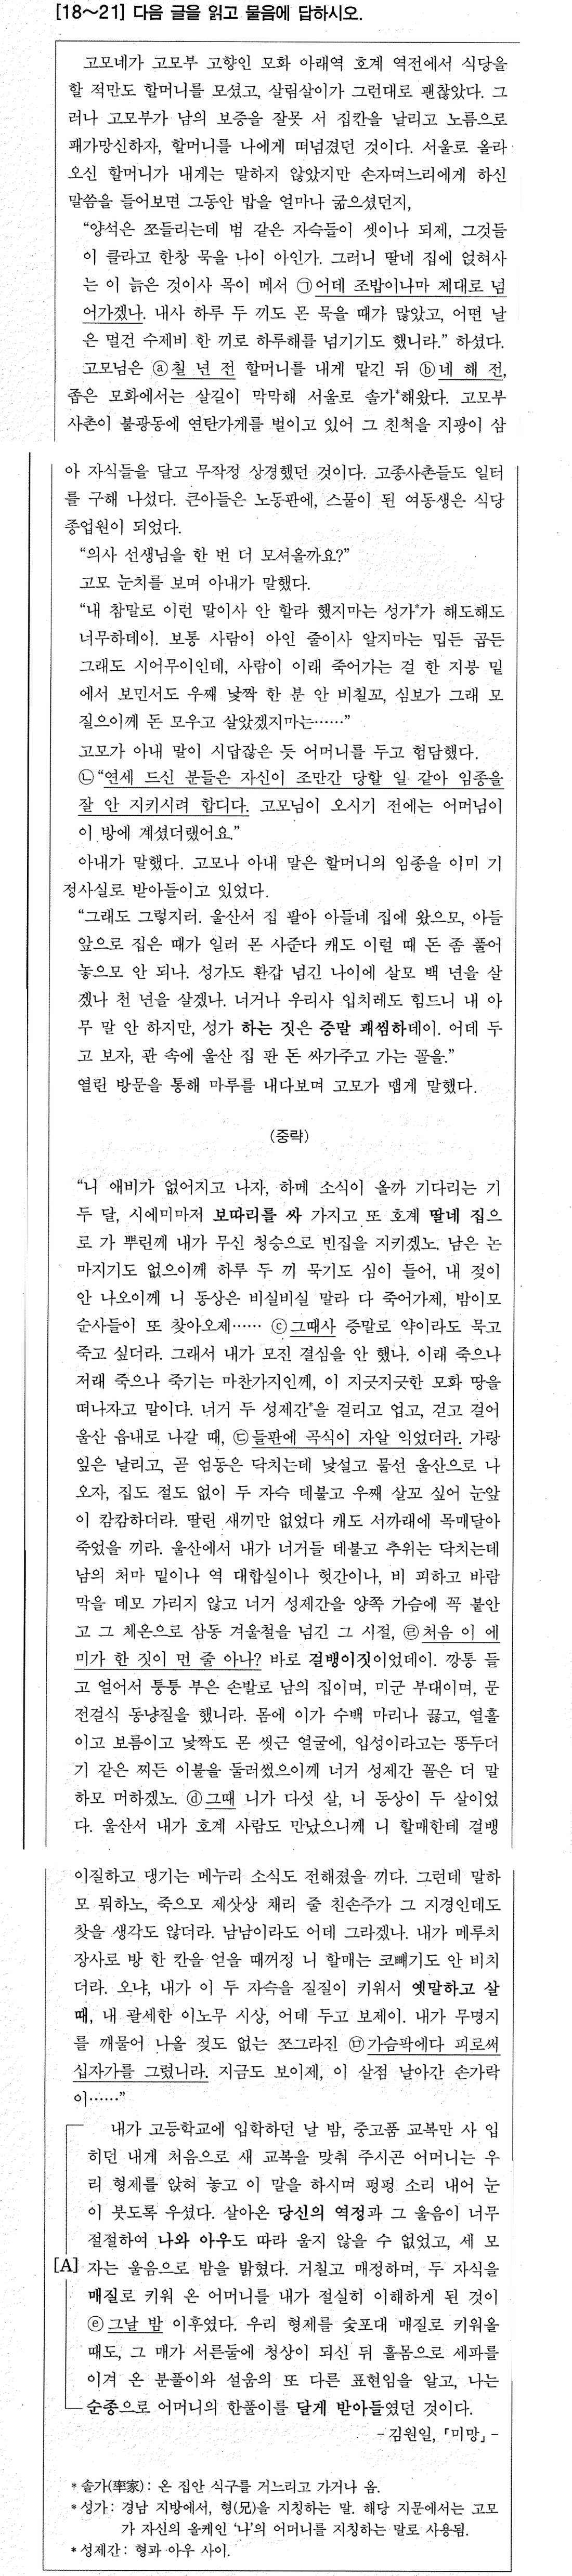 [18～21] 다음 글을 읽고 물음에 답하시오.
고모네가 고모부 고향인 모화 아래역 호계 역전에서 식당을
할 적만도 할머니를 모셨고, 살림살이가 그런대로 괜찮았다. 그
러나 고모부가 남의 보증을 잘못 서 집칸을 날리고 노름으로
패가망신하자, 할머니를 나에게 떠넘겼던 것이다. 서울로 올라
오신 할머니가 내게는 말하지 않았지만 손자며느리에게 하신
말씀을 들어보면 그동안 밥을 얼마나 굶으셨던지,
“양석은 쪼들리는데 범 같은 자슥들이 셋이나 되제, 그것들
이 클라고 한창 묵을 나이 아인가. 그러니 딸네 집에 얹혀사
는 이 늙은 것이사 목이 메서 ㉠어데 조밥이나마 제대로 넘
어가겠나. 내사 하루 두 끼도 몬 묵을 때가 많았고, 어떤 날
은 멀건 수제비 한 끼로 하루해를 넘기기도 했니라.” 하셨다.
고모님은 ⓐ칠 년 전 할머니를 내게 맡긴 뒤 ⓑ네 해 전,
좁은 모화에서는 살길이 막막해 서울로 솔가*해왔다. 고모부
사촌이 불광동에 연탄가게를 벌이고 있어 그 친척을 지팡이 삼
아 자식들을 달고 무작정 상경했던 것이다. 고종사촌들도 일터
를 구해 나섰다. 큰아들은 노동판에, 스물이 된 여동생은 식당
종업원이 되었다.
“의사 선생님을 한 번 더 모셔올까요?”
고모 눈치를 보며 아내가 말했다.
“내 참말로 이런 말이사 안 할라 했지마는 성가*가 해도해도
너무하데이. 보통 사람이 아인 줄이사 알지마는 밉든 곱든
그래도 시어무이인데, 사람이 이래 죽어가는 걸 한 지붕 밑
에서 보민서도 우째 낯짝 한 분 안 비칠꼬, 심보가 그래 모
질으이께 돈 모우고 살았겠지마는……”
고모가 아내 말이 시답잖은 듯 어머니를 두고 험담했다.
㉡“연세 드신 분들은 자신이 조만간 당할 일 같아 임종을
잘 안 지키시려 합디다. 고모님이 오시기 전에는 어머님이
이 방에 계셨더랬어요.”
아내가 말했다. 고모나 아내 말은 할머니의 임종을 이미 기
정사실로 받아들이고 있었다.
“그래도 그렇지러. 울산서 집 팔아 아들네 집에 왔으모, 아들
앞으로 집은 때가 일러 몬 사준다 캐도 이럴 때 돈 좀 풀어
놓으모 안 되나. 성가도 환갑 넘긴 나이에 살모 백 년을 살
겠나 천 년을 살겠나. 너거나 우리사 입치레도 힘드니 내 아
무 말 안 하지만, 성가 하는 짓은 증말 괘씸하데이. 어데 두
고 보자, 관 속에 울산 집 판 돈 싸가주고 가는 꼴을.”
열린 방문을 통해 마루를 내다보며 고모가 맵게 말했다.
(중략)
“니 애비가 없어지고 나자, 하메 소식이 올까 기다리는 기
두 달, 시에미마저 보따리를 싸 가지고 또 호계 딸네 집으
로 가 뿌린께 내가 무신 청승으로 빈집을 지키겠노. 남은 논
마지기도 없으이께 하루 두 끼 묵기도 심이 들어, 내 젖이
안 나오이께 니 동상은 비실비실 말라 다 죽어가제, 밤이모
순사들이 또 찾아오제…… ⓒ그때사 증말로 약이라도 묵고
죽고 싶더라. 그래서 내가 모진 결심을 안 했나. 이래 죽으나
저래 죽으나 죽기는 마찬가지인께, 이 지긋지긋한 모화 땅을
떠나자고 말이다. 너거 두 성제간*을 걸리고 업고, 걷고 걸어
울산 읍내로 나갈 때, ㉢들판에 곡식이 자알 익었더라. 가랑
잎은 날리고, 곧 엄동은 닥치는데 낯설고 물선 울산으로 나
오자, 집도 절도 없이 두 자슥 데불고 우째 살꼬 싶어 눈앞
이 캄캄하더라. 딸린 새끼만 없었다 캐도 서까래에 목매달아
죽었을 끼라. 울산에서 내가 너거들 데불고 추위는 닥치는데
남의 처마 밑이나 역 대합실이나 헛간이나, 비 피하고 바람
막을 데모 가리지 않고 너거 성제간을 양쪽 가슴에 꼭 붙안
고 그 체온으로 삼동 겨울철을 넘긴 그 시절, ㉣처음 이 에
미가 한 짓이 먼 줄 아나? 바로 걸뱅이짓이었데이. 깡통 들
고 얼어서 퉁퉁 부은 손발로 남의 집이며, 미군 부대이며, 문
전걸식 동냥질을 했니라. 몸에 이가 수백 마리나 끓고, 열흘
이고 보름이고 낯짝도 몬 씻근 얼굴에, 입성이라고는 똥두더
기 같은 찌든 이불을 둘러썼으이께 너거 성제간 꼴은 더 말
하모 머하겠노. ⓓ그때 니가 다섯 살, 니 동상이 두 살이었
다. 울산서 내가 호계 사람도 만났으니께 니 할매한테 걸뱅
이질하고 댕기는 메누리 소식도 전해졌을 끼다. 그런데 말하
모 뭐하노, 죽으모 제삿상 채리 줄 친손주가 그 지경인데도
찾을 생각도 않더라. 남남이라도 어데 그라겠나. 내가 메루치
장사로 방 한 칸을 얻을 때꺼정 니 할매는 코빼기도 안 비치
더라. 오냐, 내가 이 두 자슥을 질질이 키워서 옛말하고 살
때, 내 괄세한 이노무 시상, 어데 두고 보제이. 내가 무명지
를 깨물어 나올 젖도 없는 쪼그라진 ㉤가슴팍에다 피로써
십자가를 그렸니라. 지금도 보이제, 이 살점 날아간 손가락
이……”
[A]
내가 고등학교에 입학하던 날 밤, 중고품 교복만 사 입
히던 내게 처음으로 새 교복을 맞춰 주시곤 어머니는 우
리 형제를 앉혀 놓고 이 말을 하시며 펑펑 소리 내어 눈
이 붓도록 우셨다. 살아온 당신의 역정과 그 울음이 너무
절절하여 나와 아우도 따라 울지 않을 수 없었고, 세 모
자는 울음으로 밤을 밝혔다. 거칠고 매정하며, 두 자식을
매질로 키워 온 어머니를 내가 절실히 이해하게 된 것이
ⓔ그날 밤 이후였다. 우리 형제를 숯포대 매질로 키워올
때도, 그 매가 서른둘에 청상이 되신 뒤 홀몸으로 세파를
이겨 온 분풀이와 설움의 또 다른 표현임을 알고, 나는
순종으로 어머니의 한풀이를 달게 받아들였던 것이다.
- 김원일, 「미망」 -
* 솔가(率家) : 온 집안 식구를 거느리고 가거나 옴.
* 성가 : 경남 지방에서, 형(兄)을 지칭하는 말. 해당 지문에서는 고모
가 자신의 올케인 ‘나’의 어머니를 지칭하는 말로 사용됨.
* 성제간 : 형과 아우 사이.